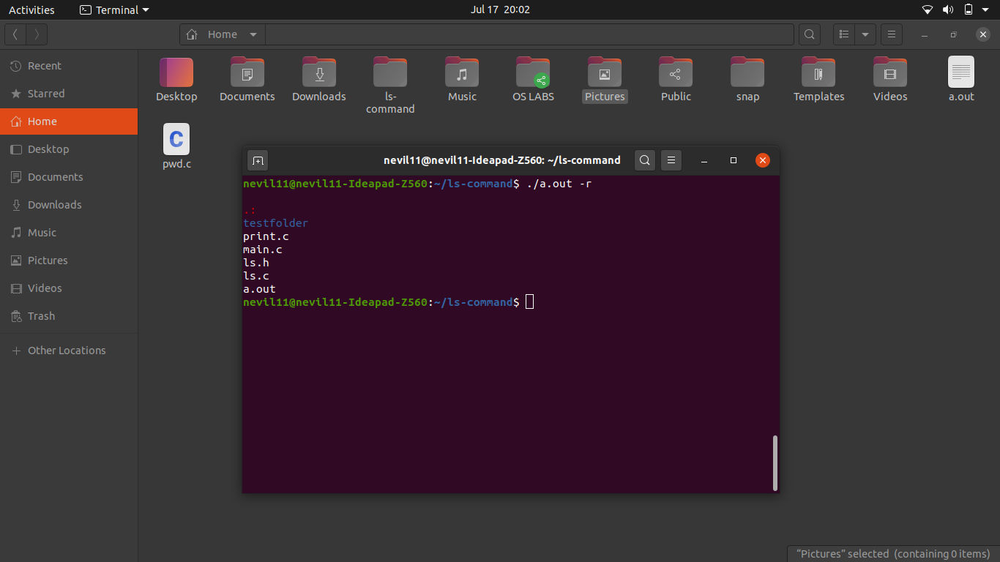 Activities Terminal Jul 17 20:02
Home
Recent
Starred
Home
Desktop
Documents
Downloads
Music
Pictures
Videos
Trash
Other Locations
Desktop Documents Downloads ls-command Music OS LABS Pictures Public snap Templates Videos a.out
C
pwd.c
nevil11@nevil11-Ideapad-Z560: ~/ls-command
nevil11@nevil11-Ideapad-Z560:~/ls-command$ ./a.out -r
.:
testfolder
print.c
main.c
ls.h
ls.c
a.out
nevil11@nevil11-Ideapad-Z560:~/ls-command$
“Pictures” selected (containing 0 items)